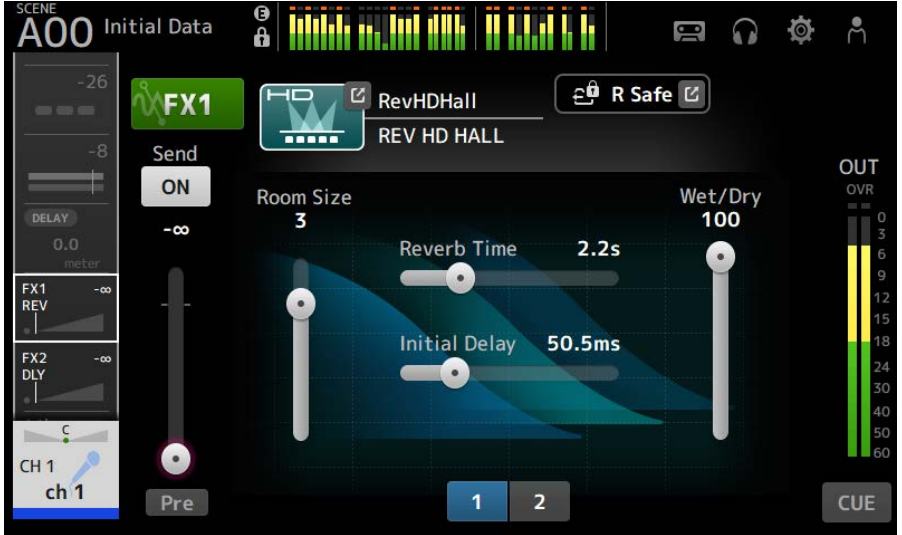 SCENE
A00 Initial Data
E
-26
-8
DELAY
0.0
meter
FX1 -∞
REV
FX2 -∞
DLY
C
CH 1
ch 1
FX1
Send
ON
-∞
Pre
HD
RevHDHall
REV HD HALL
R Safe
Room Size
3
Reverb Time 2.2s
Initial Delay 50.5ms
Wet/Dry
100
1 2
OUT
OVR
0
3
6
9
12
15
18
24
30
40
50
60
CUE